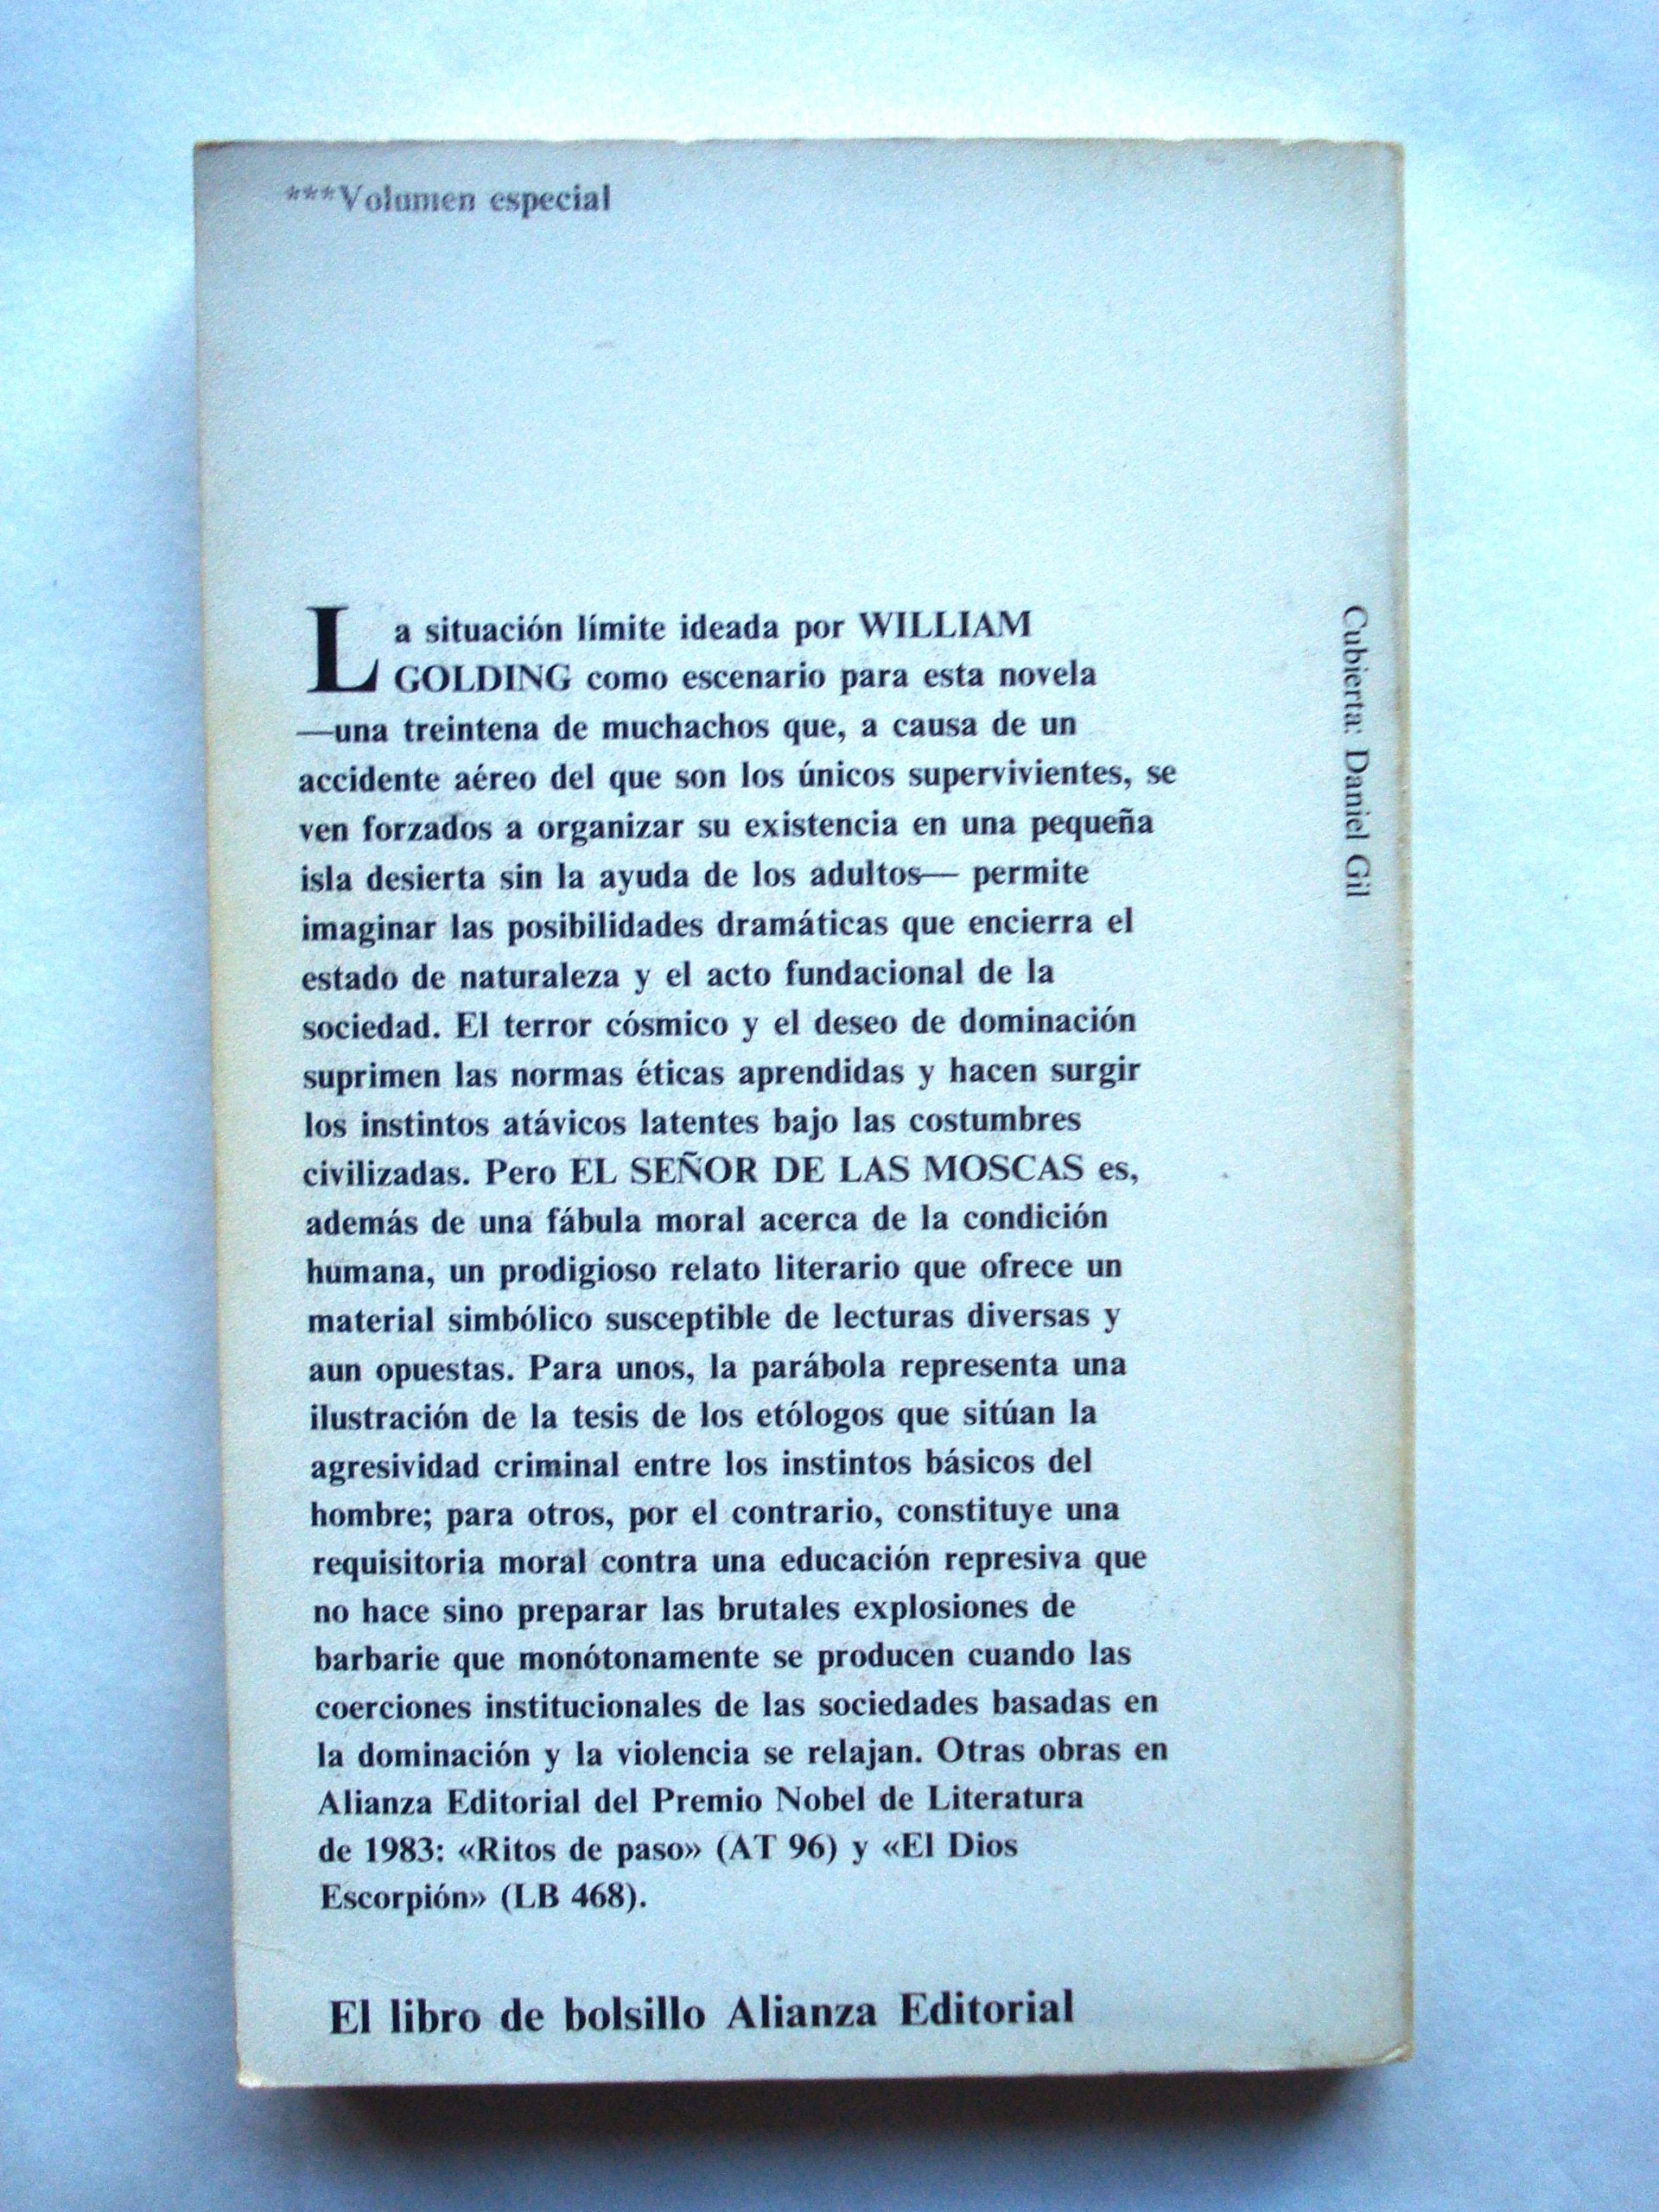 ***Volumen especial
La situación límite ideada por WILLIAM
GOLDING como escenario para esta novela
—una treintena de muchachos que, a causa de un
accidente aéreo del que son los únicos supervivientes, se
ven forzados a organizar su existencia en una pequeña
isla desierta sin la ayuda de los adultos— permite
imaginar las posibilidades dramáticas que encierra el
estado de naturaleza y el acto fundacional de la
sociedad. El terror cósmico y el deseo de dominación
suprimen las normas éticas aprendidas y hacen surgir
los instintos atávicos latentes bajo las costumbres
civilizadas. Pero EL SEÑOR DE LAS MOSCAS es,
además de una fábula moral acerca de la condición
humana, un prodigioso relato literario que ofrece un
material simbólico susceptible de lecturas diversas y
aun opuestas. Para unos, la parábola representa una
ilustración de la tesis de los etólogos que sitúan la
agresividad criminal entre los instintos básicos del
hombre; para otros, por el contrario, constituye una
requisitoria moral contra una educación represiva que
no hace sino preparar las brutales explosiones de
barbarie que monótonamente se producen cuando las
coerciones institucionales de las sociedades basadas en
la dominación y la violencia se relajan. Otras obras en
Alianza Editorial del Premio Nobel de Literatura
de 1983: «Ritos de paso» (AT 96) y «El Dios
Escorpión» (LB 468).
El libro de bolsillo Alianza Editorial
Cubierta: Daniel Gil